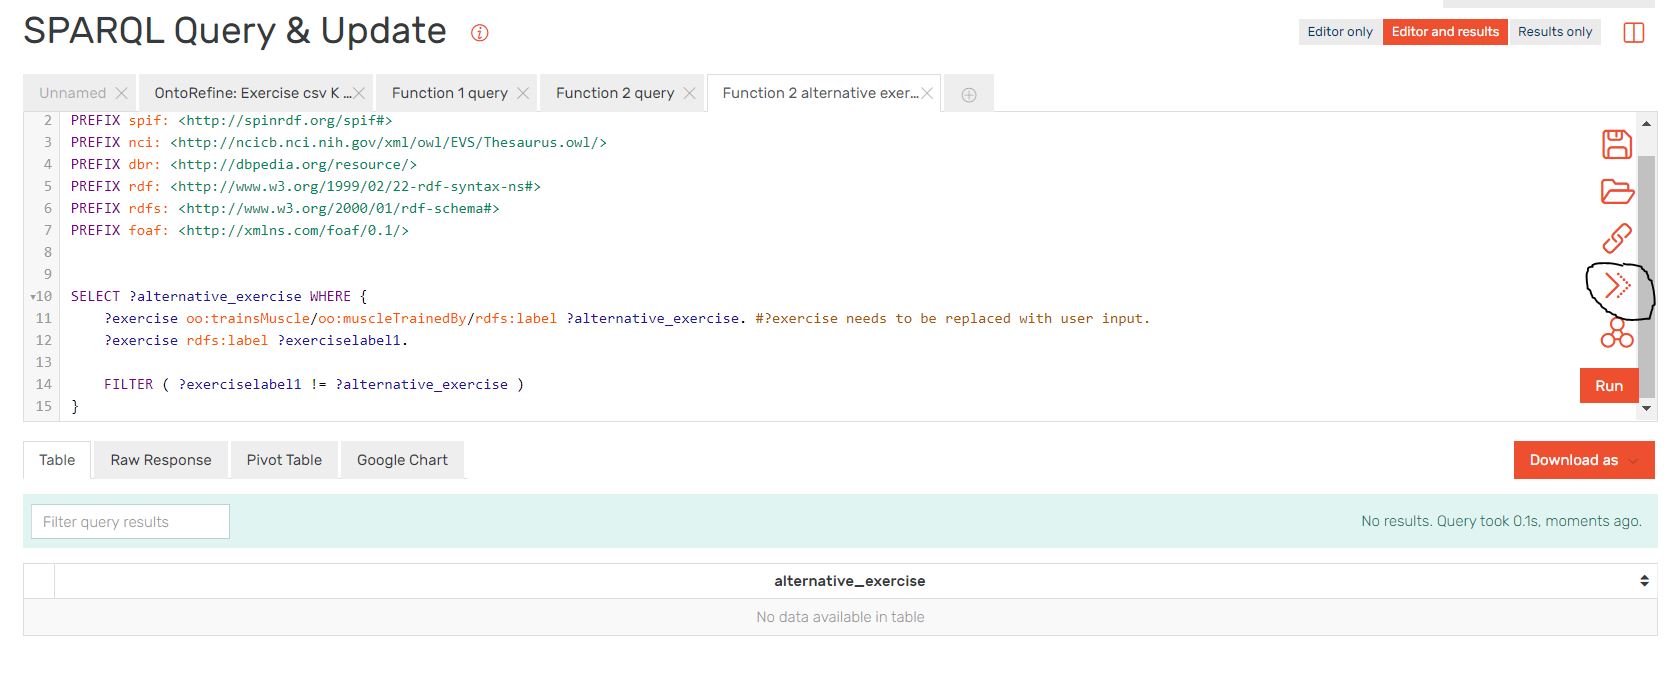 SPARQL Query & Update
Editor only Editor and results Results only
Unnamed OntoRefine: Exercise csv K ... Function 1 query Function 2 query Function 2 alternative exer...
2 PREFIX spif: <http://spinrdf.org/spif#>
3 PREFIX nci: <http://ncicb.nci.nih.gov/xml/owl/EVS/Thesaurus.owl/>
4 PREFIX dbr: <http://dbpedia.org/resource/>
5 PREFIX rdf: <http://www.w3.org/1999/02/22-rdf-syntax-ns#>
6 PREFIX rdfs: <http://www.w3.org/2000/01/rdf-schema#>
7 PREFIX foaf: <http://xmlns.com/foaf/0.1/>
8
9
10 SELECT ?alternative_exercise WHERE {
11 ?exercise oo:trainsMuscle/oo:muscleTrainedBy/rdfs:label ?alternative_exercise. #?exercise needs to be replaced with user input.
12 ?exercise rdfs:label ?exerciselabel1.
13
14 FILTER ( ?exerciselabel1 != ?alternative_exercise )
15 }
Run
Table Raw Response Pivot Table Google Chart
Download as
Filter query results
No results. Query took 0.1s, moments ago.
alternative_exercise
No data available in table